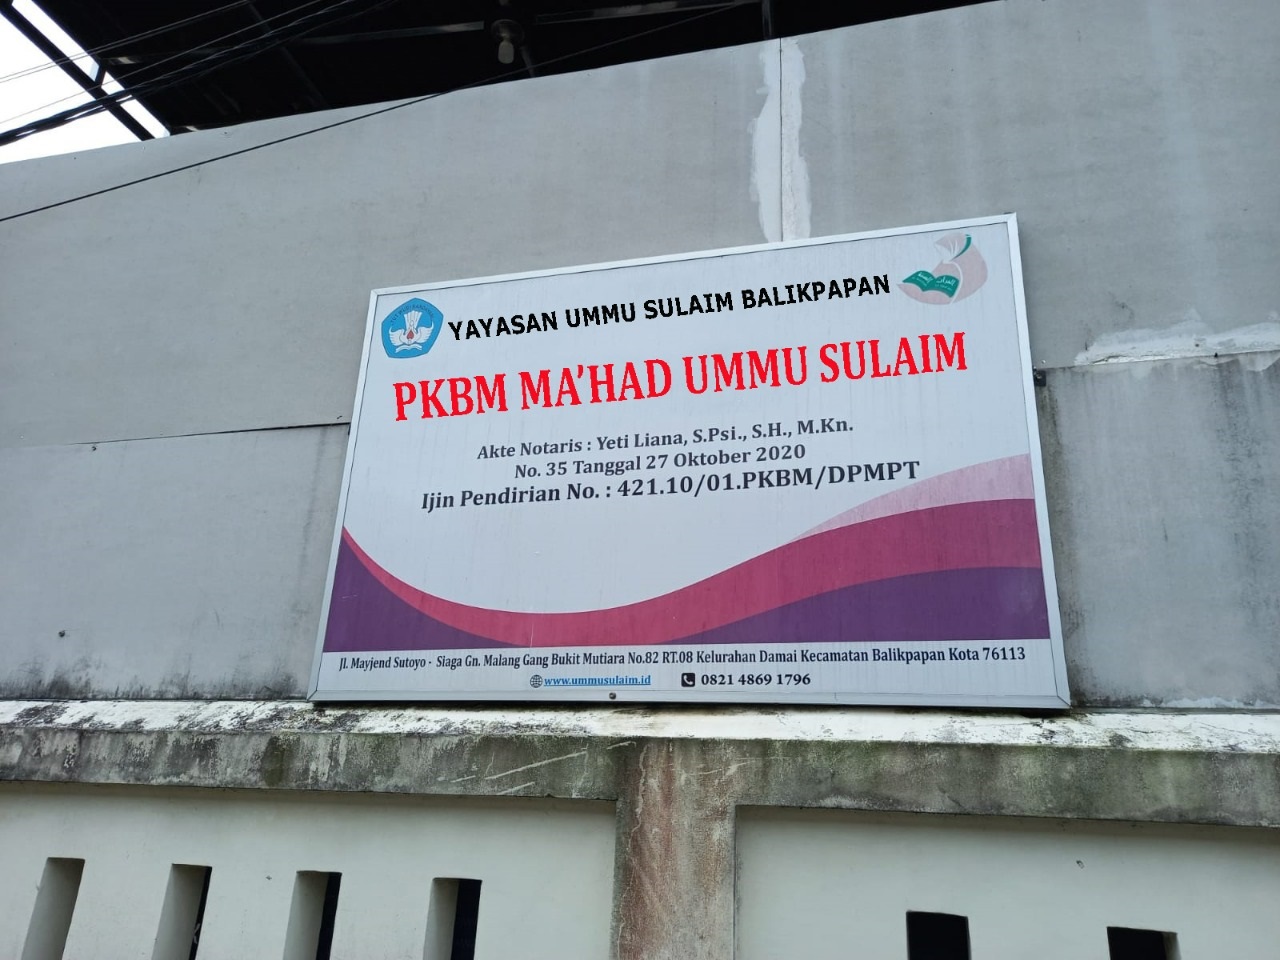 YAYASAN UMMU SULAIM BALIKPAPAN
PKBM MA'HAD UMMU SULAIM
Akte Notaris : Yeti Liana, S.Psi., S.H., M.Kn.
No. 35 Tanggal 27 Oktober 2020
Ijin Pendirian No. : 421.10/01.PKBM/DPMPT
Jl. Mayjend Sutoyo - Siaga Gn. Malang Gang Bukit Mutiara No.82 RT.08 Kelurahan Damai Kecamatan Balikpapan Kota 76113
www.ummusulaim.id 0821 4869 1796